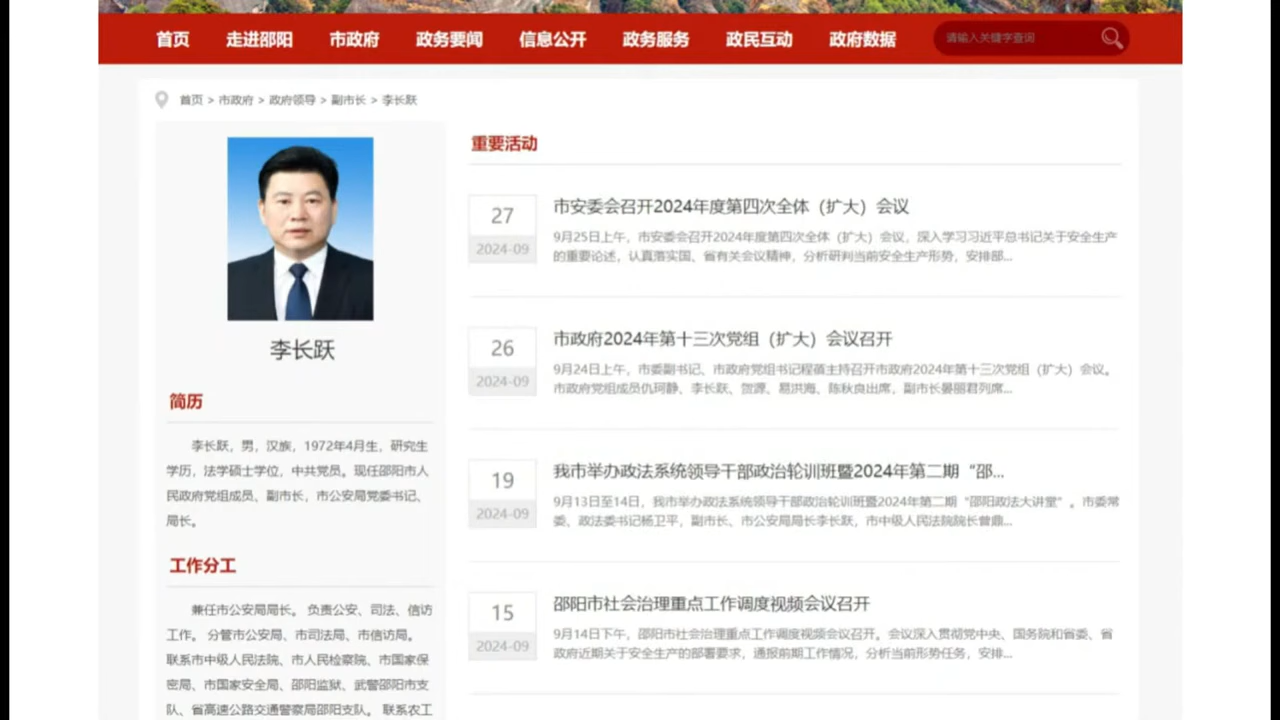 首页 走进邵阳 市政府 政务要闻 信息公开 政务服务 政民互动 政府数据 请输入关键字查询
首页 > 市政府 > 政府领导 > 副市长 > 李长跃
李长跃
简历
李长跃，男，汉族，1972年4月生，研究生
学历，法学硕士学位，中共党员。现任邵阳市人
民政府党组成员、副市长，市公安局党委书记、
局长。
工作分工
兼任市公安局局长。 负责公安、司法、信访
工作。 分管市公安局、市司法局、市信访局。
联系市中级人民法院、市人民检察院、市国家保
密局、市国家安全局、邵阳监狱、武警邵阳市支
队、省高速公路交通警察局邵阳支队。 联系农工
重要活动
27
2024-09
市安委会召开2024年度第四次全体（扩大）会议
9月25日上午，市安委会召开2024年度第四次全体（扩大）会议，深入学习习近平总书记关于安全生产
的重要论述，认真落实国、省有关会议精神，分析研判当前安全生产形势，安排部...
26
2024-09
市政府2024年第十三次党组（扩大）会议召开
9月24日上午，市委副书记、市政府党组书记程蓓主持召开市政府2024年第十三次党组（扩大）会议。
市政府党组成员仇珂静、李长跃、贺源、易洪海、陈秋良出席，副市长晏丽君列席...
19
2024-09
我市举办政法系统领导干部政治轮训班暨2024年第二期“邵...
9月13日至14日，我市举办政法系统领导干部政治轮训班暨2024年第二期“邵阳政法大讲堂”。市委常
委、政法委书记杨卫平，副市长、市公安局局长李长跃，市中级人民法院院长曾鼎...
15
2024-09
邵阳市社会治理重点工作调度视频会议召开
9月14日下午，邵阳市社会治理重点工作调度视频会议召开。会议深入贯彻党中央、国务院和省委、省
政府近期关于安全生产的部署要求，通报前期工作情况，分析当前形势任务，安排...